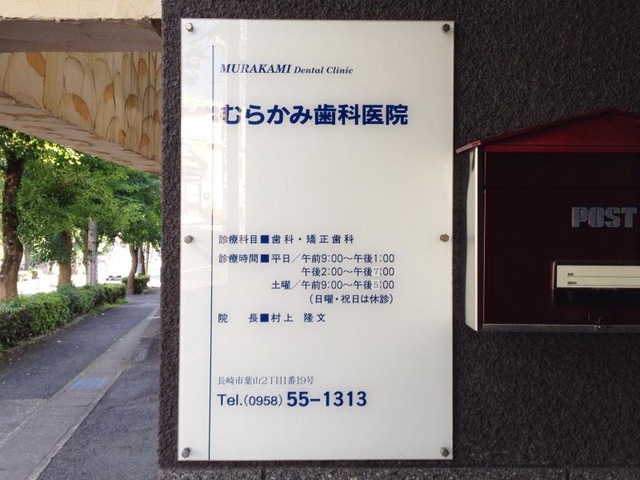 MURAKAMI Dental Clinic
むらかみ歯科医院
診療科目■歯科・矯正歯科
診療時間■平日／午前9:00～午後1:00
午後2:00～午後7:00
土曜／午前9:00～午後5:00
（日曜・祝日は休診）
院　長■村上　隆文
長崎市葉山2丁目1番19号
Tel.(0958) 55-1313
POST